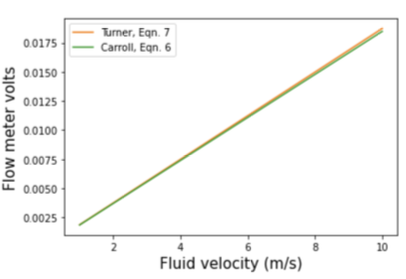 Turner, Eqn. 7
Carroll, Eqn. 6
Flow meter volts
0.0175
0.0150
0.0125
0.0100
0.0075
0.0050
0.0025
2 4 6 8 10
Fluid velocity (m/s)